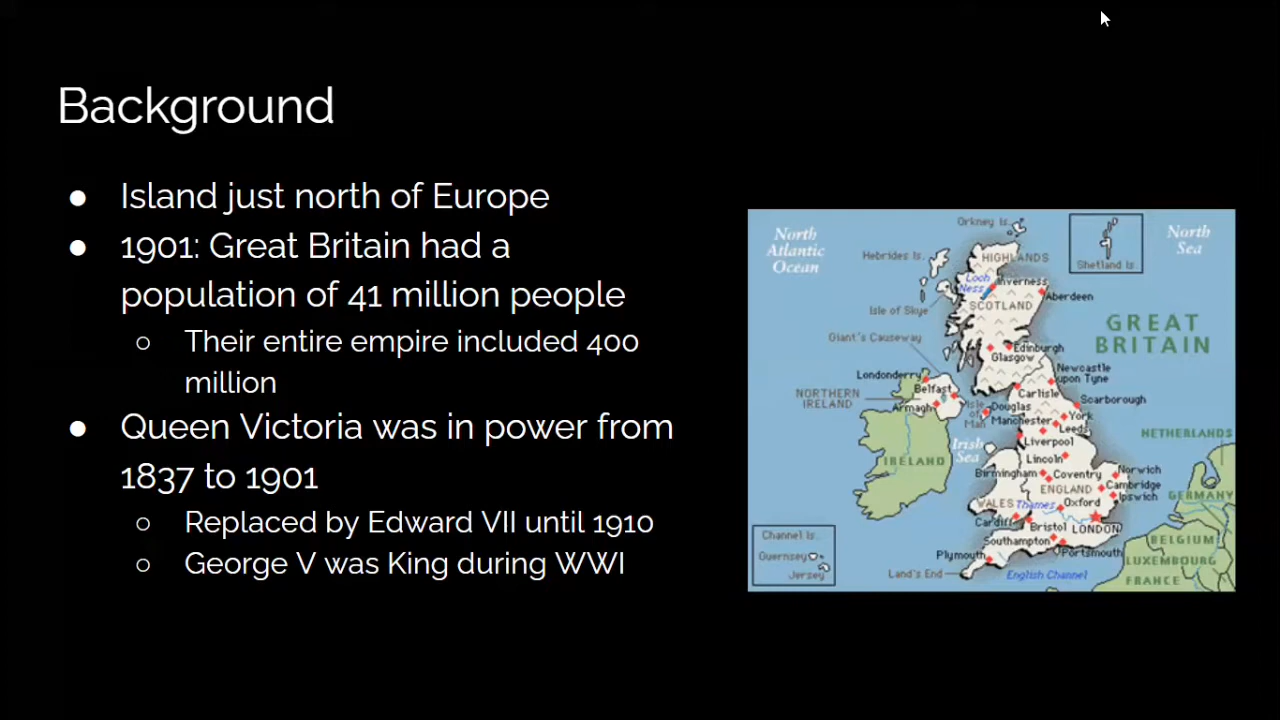 Background
● Island just north of Europe
● 1901: Great Britain had a
population of 41 million people
○ Their entire empire included 400
million
● Queen Victoria was in power from
1837 to 1901
○ Replaced by Edward VII until 1910
○ George V was King during WWI
North
Atlantic
Ocean
Orkney Is.
Shetland Is.
North
Sea
Hebrides Is.
HIGHLANDS
Loch
Ness
Inverness
Aberdeen
Isle of Skye
SCOTLAND
GREAT
BRITAIN
Giant's Causeway
Edinburgh
Glasgow
Newcastle
upon Tyne
Londonderry
Belfast
Carlisle
NORTHERN
IRELAND
Armagh
Isle
of
Man
Douglas
Scarborough
Manchester
York
Leeds
Irish
Sea
Liverpool
NETHERLANDS
IRELAND
Lincoln
Birmingham
Coventry
Norwich
Cambridge
Ipswich
ENGLAND
GERMANY
WALES
Thames
Oxford
Cardiff
Bristol
LONDON
Channel Is.
Guernsey
Jersey
Southampton
Portsmouth
BELGIUM
Plymouth
LUXEMBOURG
Land's End
English Channel
FRANCE